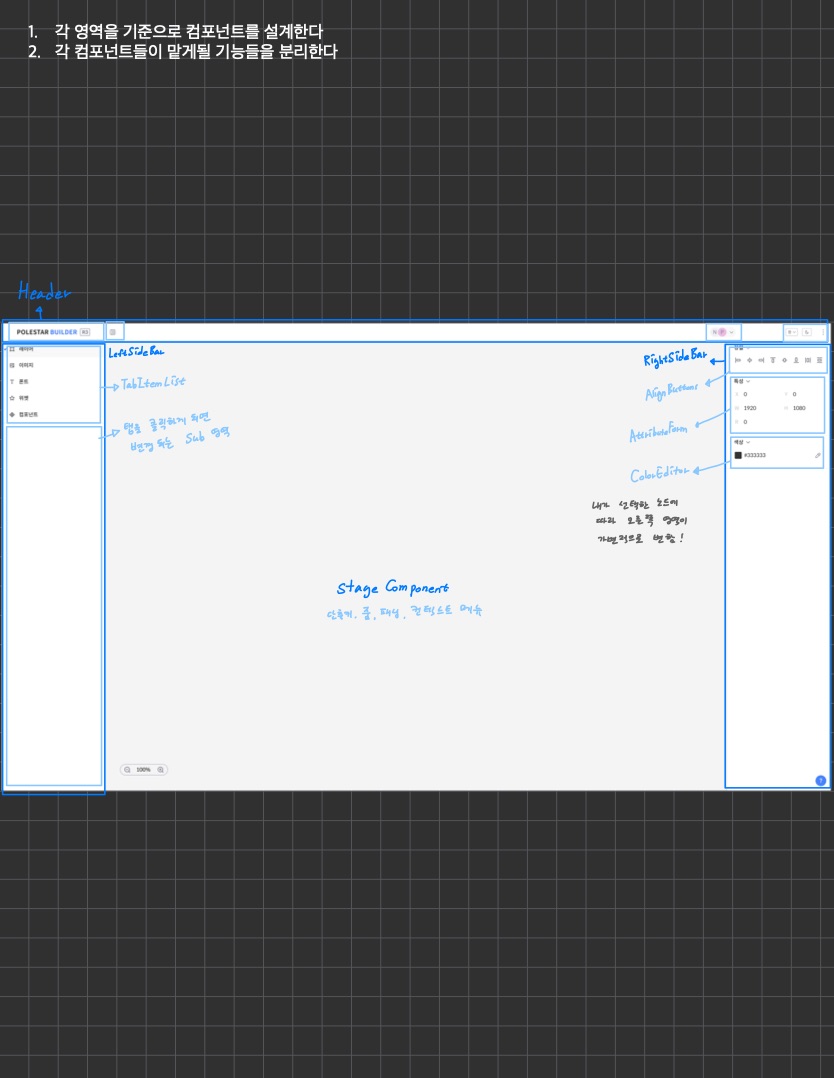 1. 각 영역을 기준으로 컴포넌트를 설계한다
2. 각 컴포넌트들이 맡게될 기능들을 분리한다
Header
POLESTAR BUILDER
LeftSideBar
레이어
이미지
폰트
위젯
컴포넌트
TabItemList
탭을 클릭하게 되면
변경되는 Sub 영역
RightSideBar
AlignButtons
특성
X 0 Y 0
W 1920 H 1080
0
AttributeForm
색상
#333333
ColorEditor
내가 선택한 노드에
따라 오른쪽 영역이
가변적으로 변함!
Stage Component
단축키, 줌, 패닝, 컨텍스트 메뉴
100%